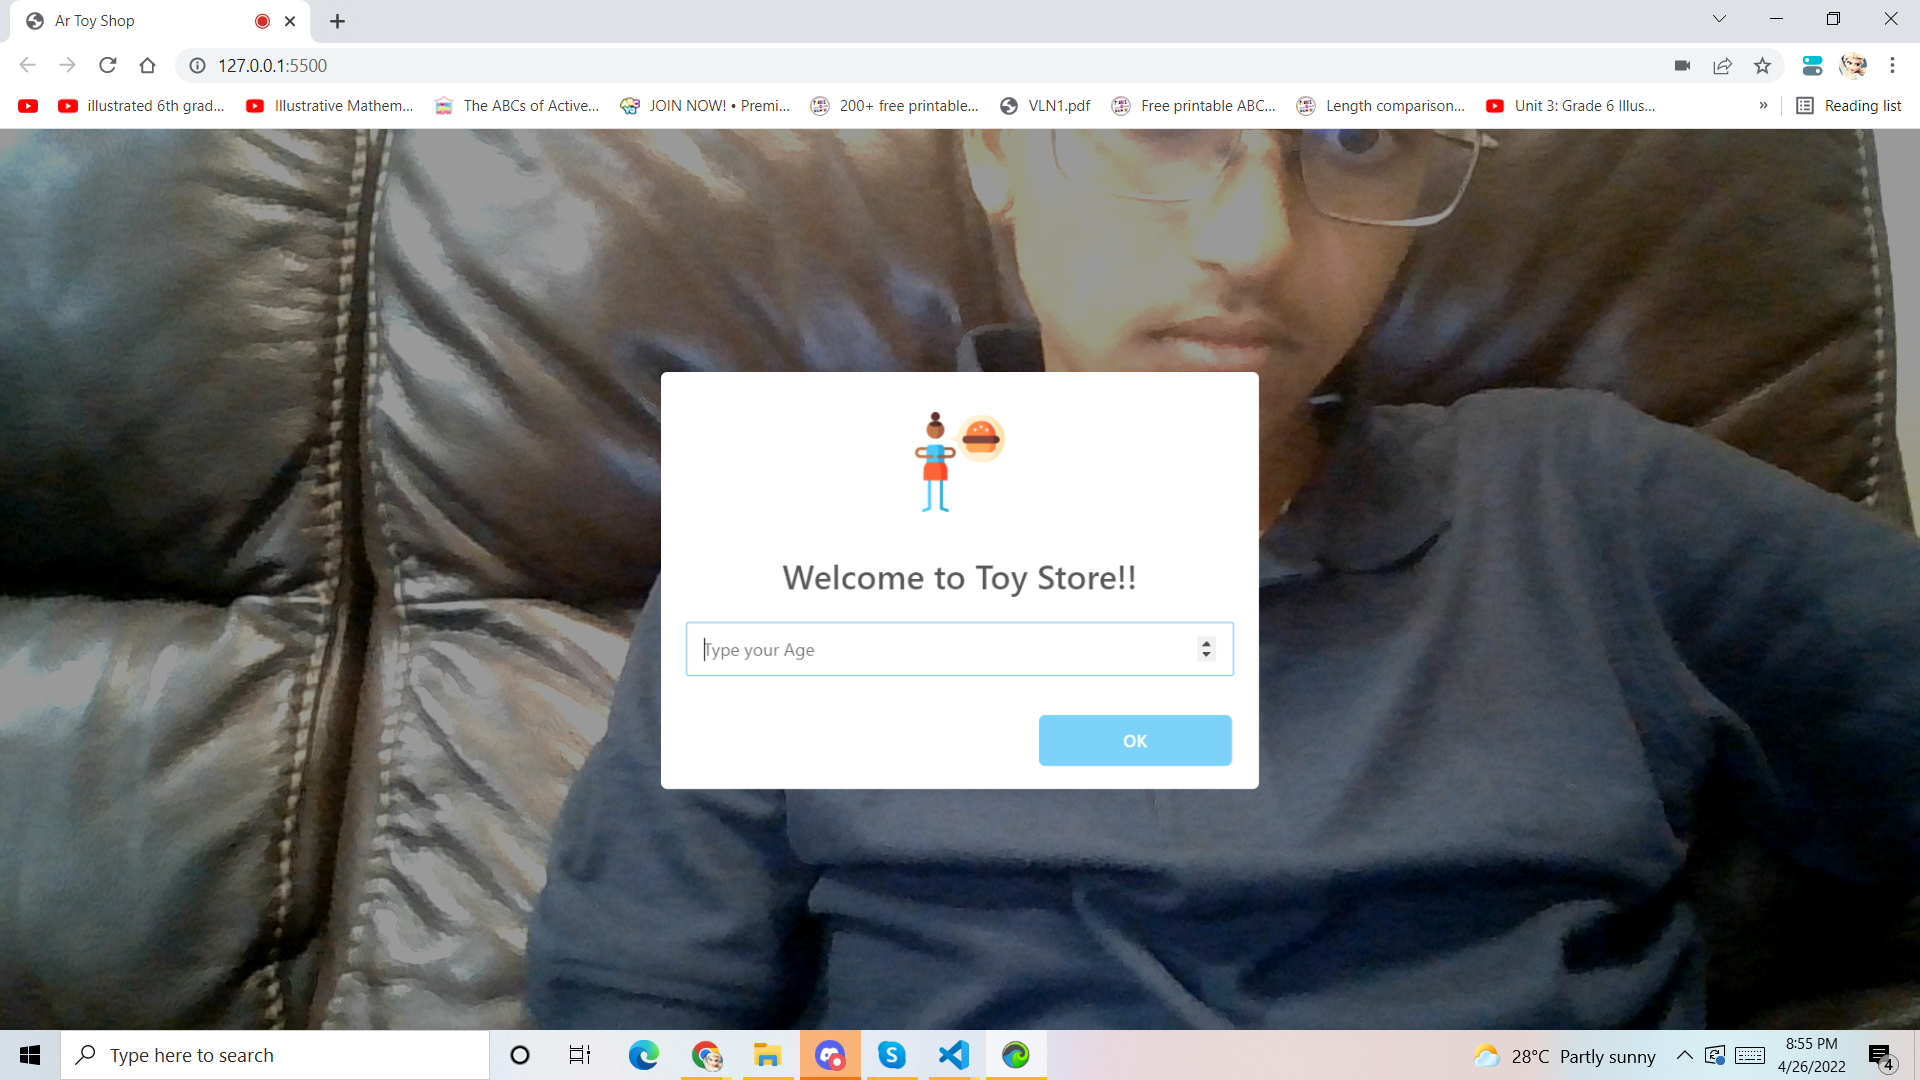 Ar Toy Shop
127.0.0.1:5500
illustrated 6th grad...
Illustrative Mathem...
The ABCs of Active...
JOIN NOW! • Premi...
200+ free printable...
VLN1.pdf
Free printable ABC...
Length comparison...
Unit 3: Grade 6 Illus...
»
Reading list
Welcome to Toy Store!!
Type your Age
OK
Type here to search
28°C Partly sunny
8:55 PM
4/26/2022
4